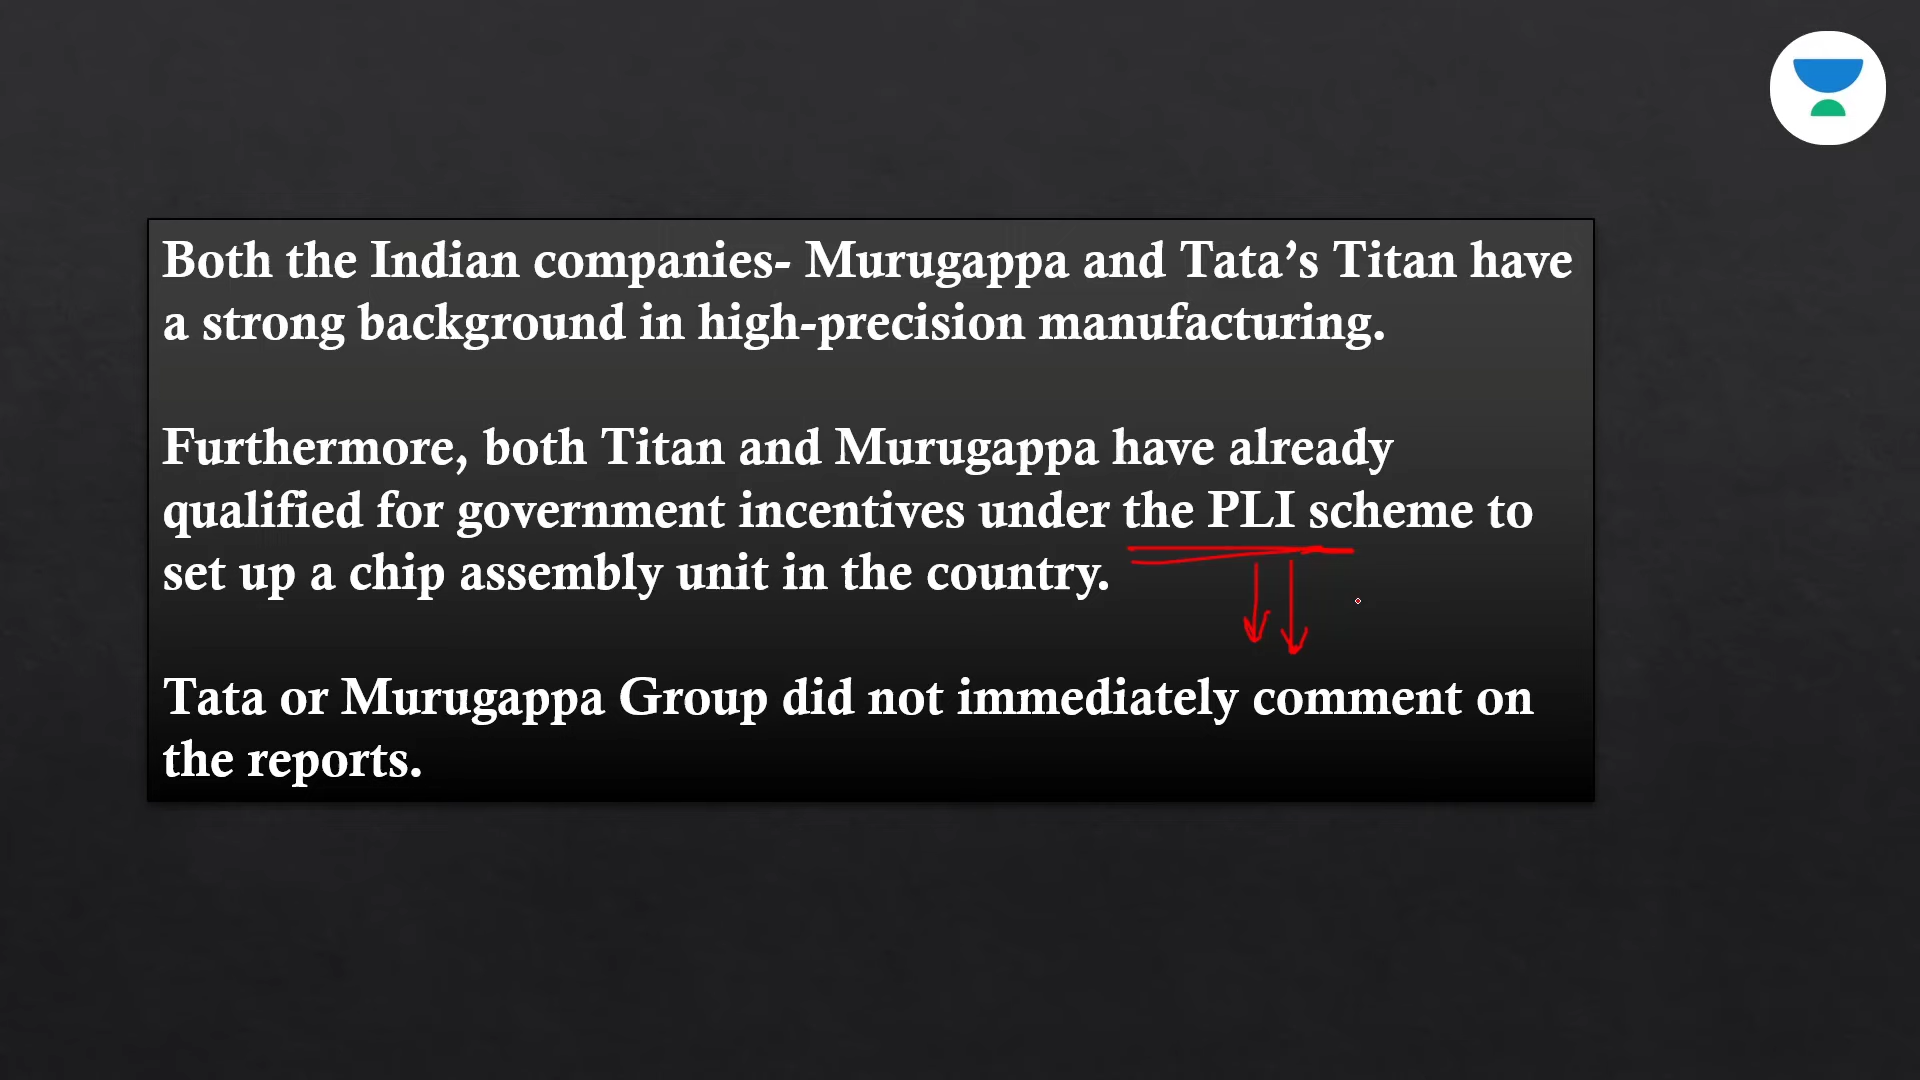 Both the Indian companies- Murugappa and Tata’s Titan have
a strong background in high-precision manufacturing.
Furthermore, both Titan and Murugappa have already
qualified for government incentives under the PLI scheme to
set up a chip assembly unit in the country.
Tata or Murugappa Group did not immediately comment on
the reports.